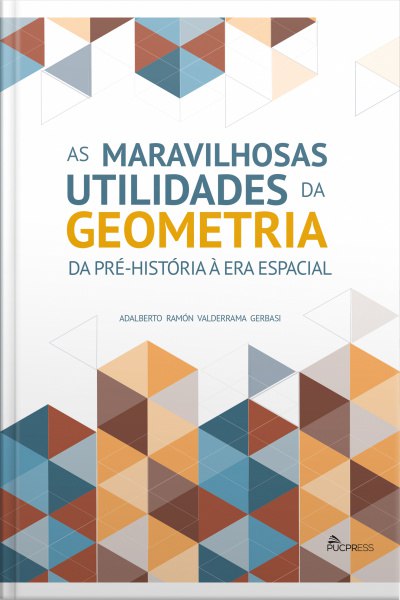 AS MARAVILHOSAS
UTILIDADES DA
GEOMETRIA
DA PRÉ-HISTÓRIA À ERA ESPACIAL
ADALBERTO RAMÓN VALDERRAMA GERBASI
PUCPRESS